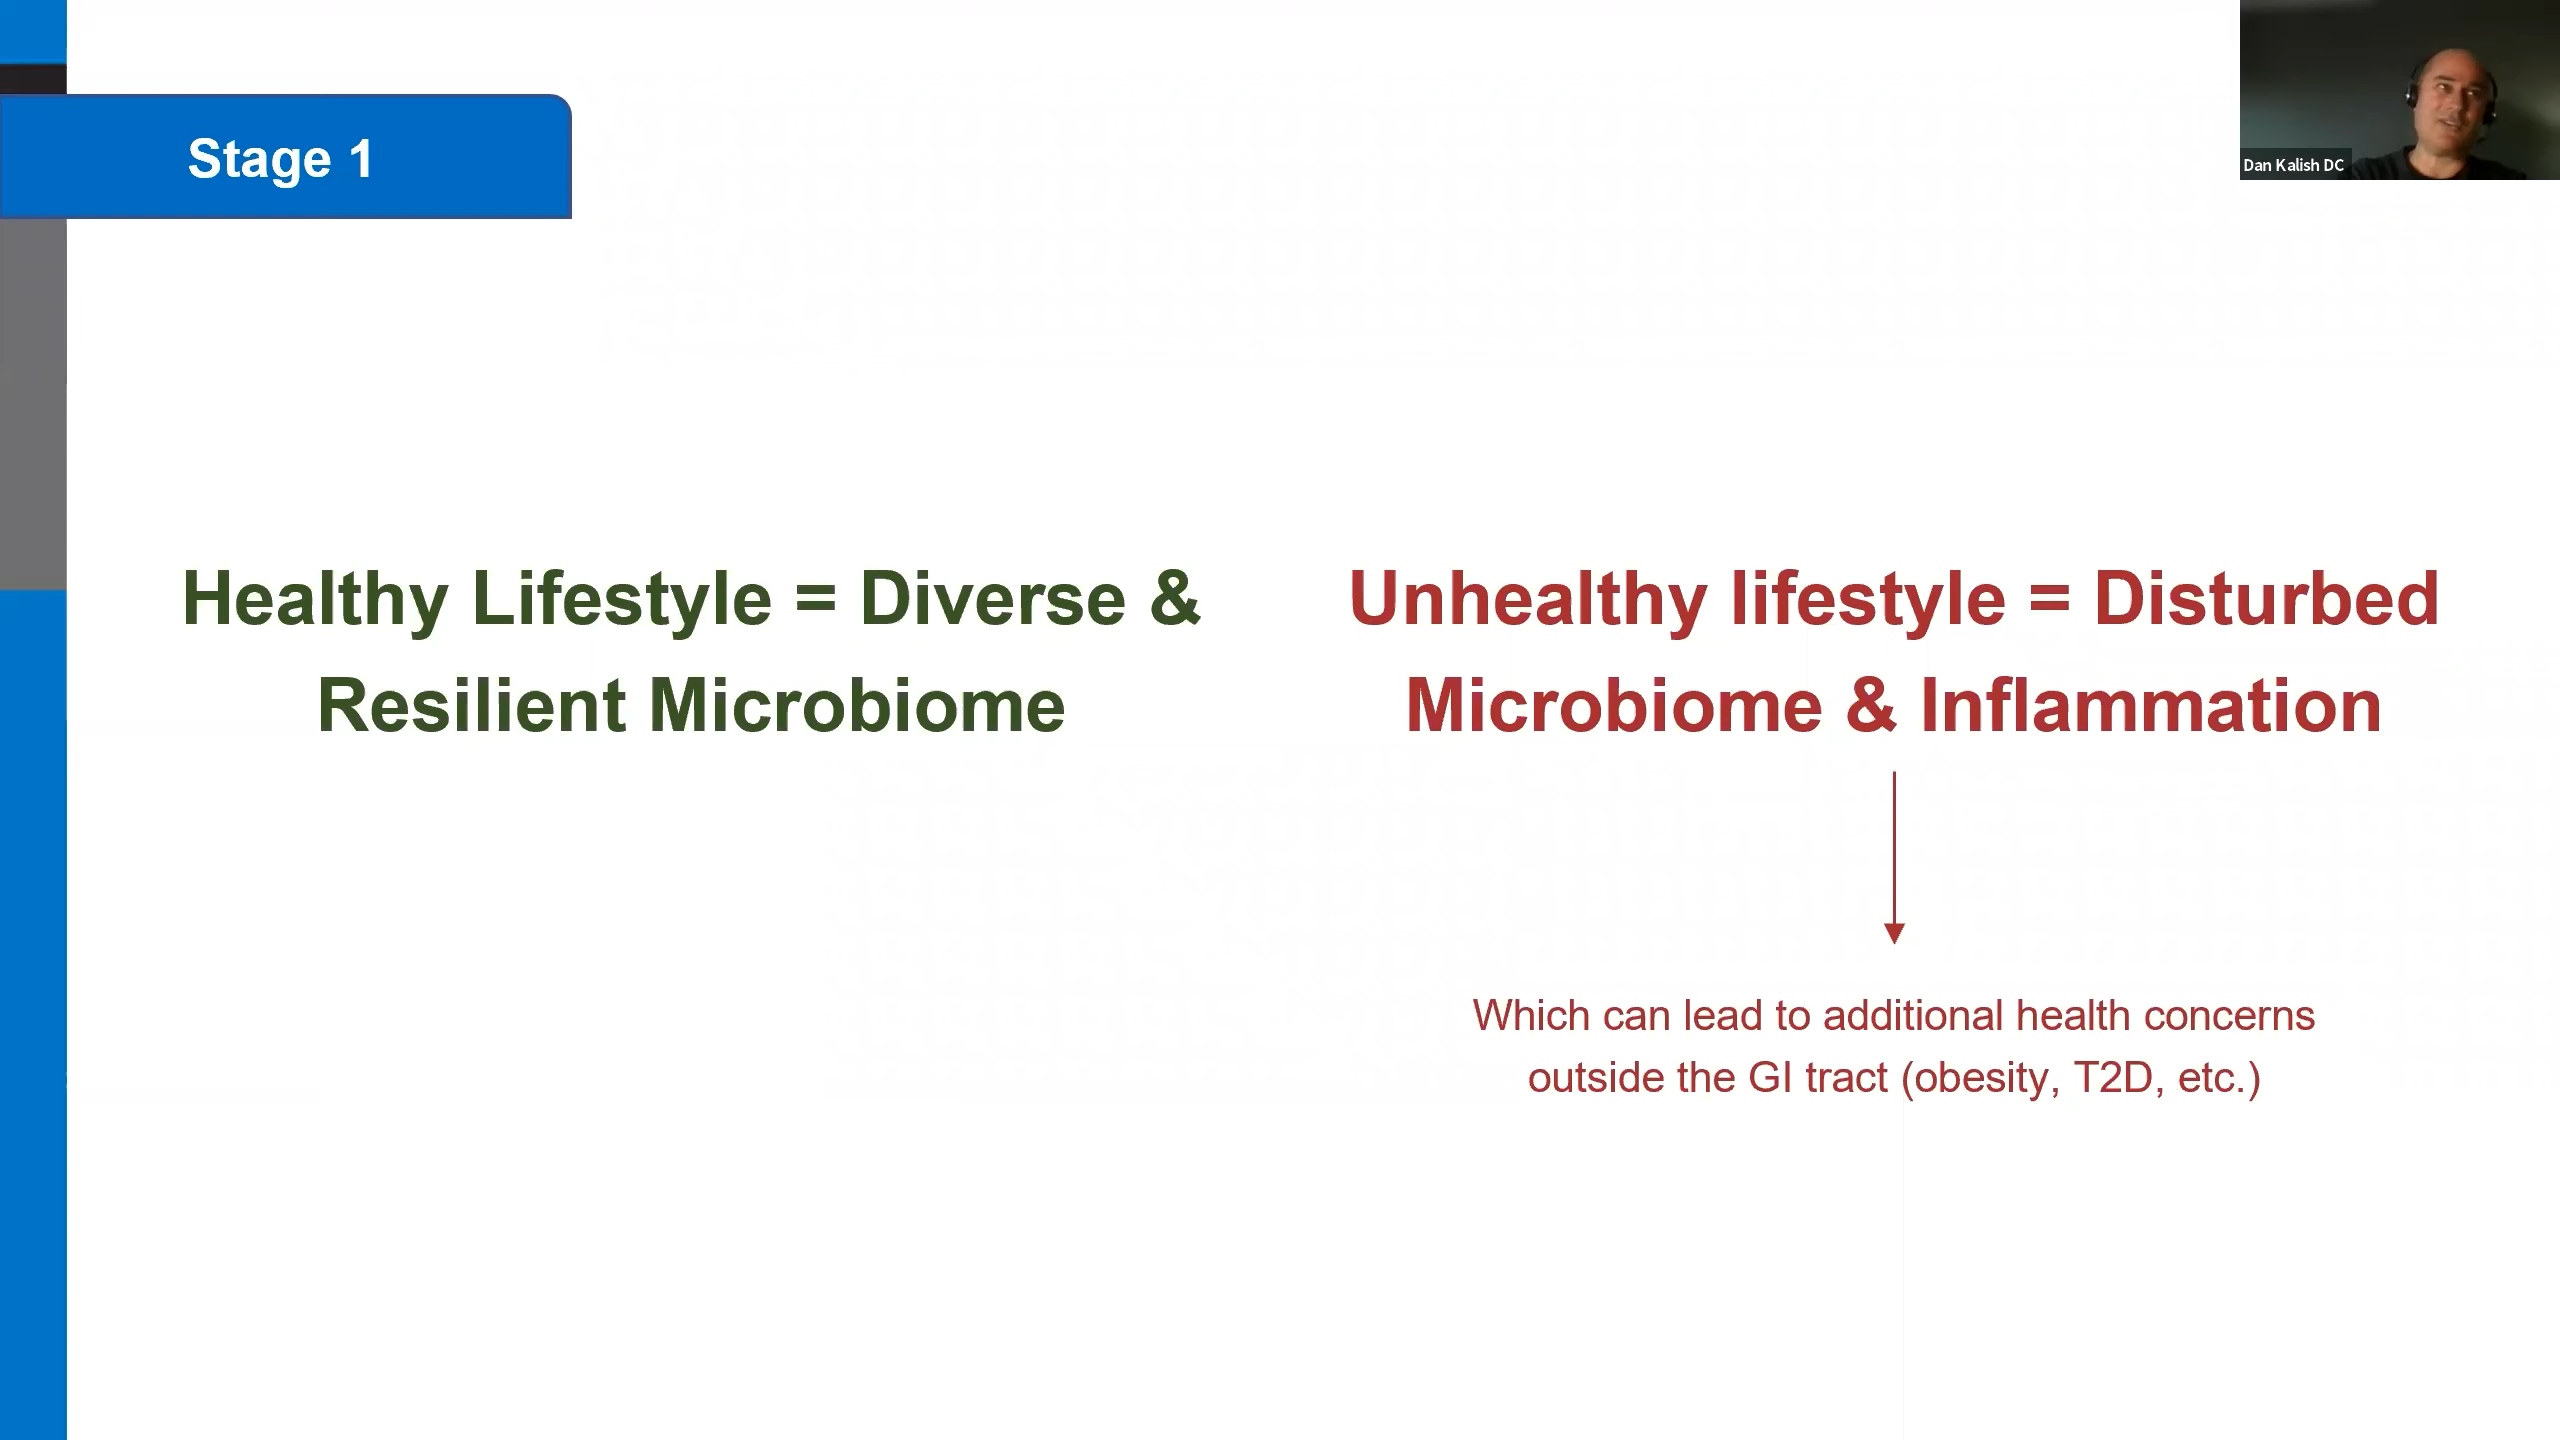 Stage 1
Dan Kalish DC
Healthy Lifestyle = Diverse &
Resilient Microbiome
Unhealthy lifestyle = Disturbed
Microbiome & Inflammation
Which can lead to additional health concerns
outside the GI tract (obesity, T2D, etc.)